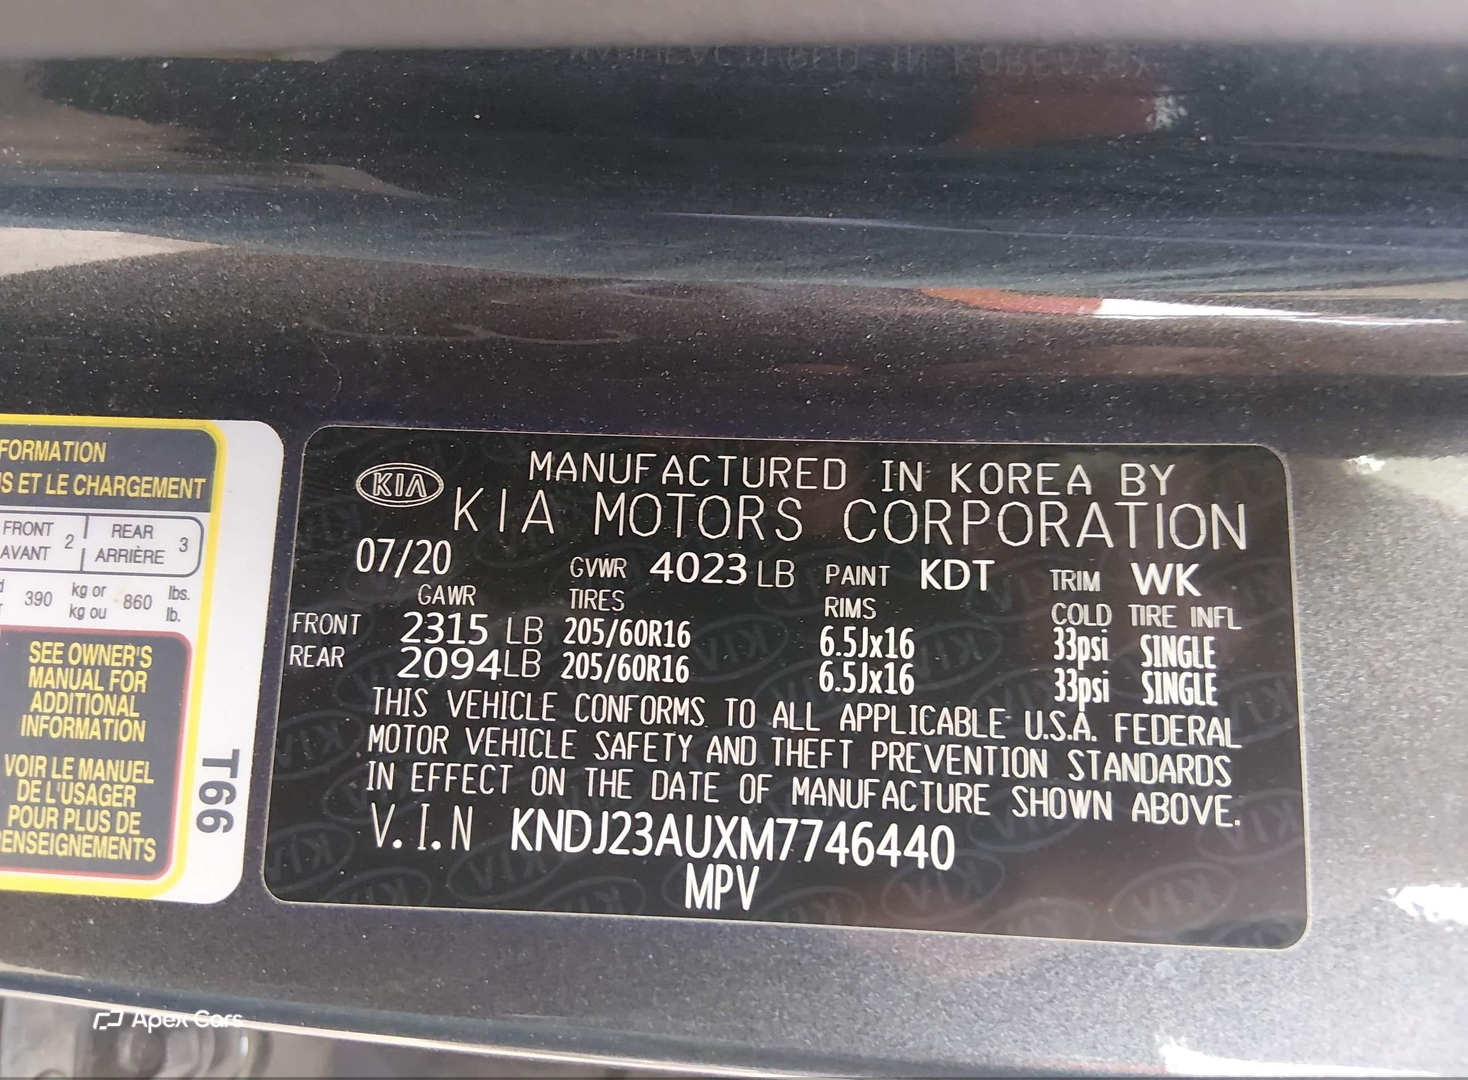 FORMATION
S ET LE CHARGEMENT
FRONT 2 REAR 3
AVANT ARRIÈRE
390 kg or 860 lbs.
kg ou lb.
SEE OWNER'S
MANUAL FOR
ADDITIONAL
INFORMATION
VOIR LE MANUEL
DE L'USAGER
POUR PLUS DE
RENSEIGNEMENTS
T66
KIA
MANUFACTURED IN KOREA BY
KIA MOTORS CORPORATION
07/20 GVWR 4023 LB PAINT KDT TRIM WK
GAWR TIRES RIMS COLD TIRE INFL
FRONT 2315 LB 205/60R16 6.5Jx16 33psi SINGLE
REAR 2094LB 205/60R16 6.5Jx16 33psi SINGLE
THIS VEHICLE CONFORMS TO ALL APPLICABLE U.S.A. FEDERAL
MOTOR VEHICLE SAFETY AND THEFT PREVENTION STANDARDS
IN EFFECT ON THE DATE OF MANUFACTURE SHOWN ABOVE.
V.I.N KNDJ23AUXM7746440
MPV
Apex Cars